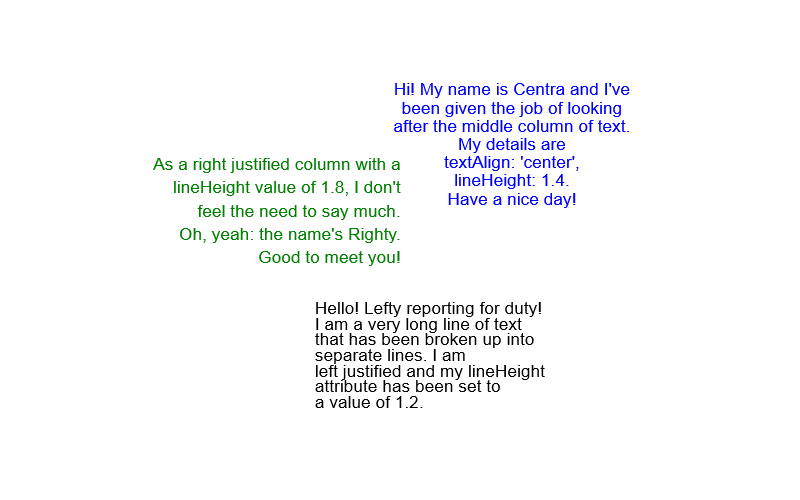 Hi! My name is Centra and I've
been given the job of looking
after the middle column of text.
My details are
textAlign: 'center',
lineHeight: 1.4.
Have a nice day!
As a right justified column with a
lineHeight value of 1.8, I don't
feel the need to say much.
Oh, yeah: the name's Righty.
Good to meet you!
Hello! Lefty reporting for duty!
I am a very long line of text
that has been broken up into
separate lines. I am
left justified and my lineHeight
attribute has been set to
a value of 1.2.